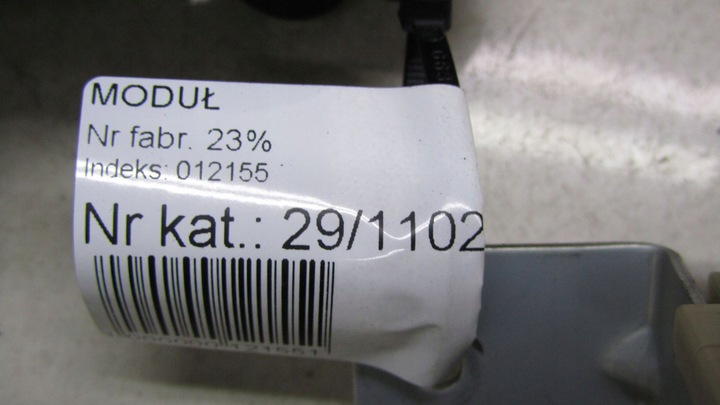 MODUŁ
Nr fabr. 23%
Indeks: 012155
Nr kat.: 29/1102